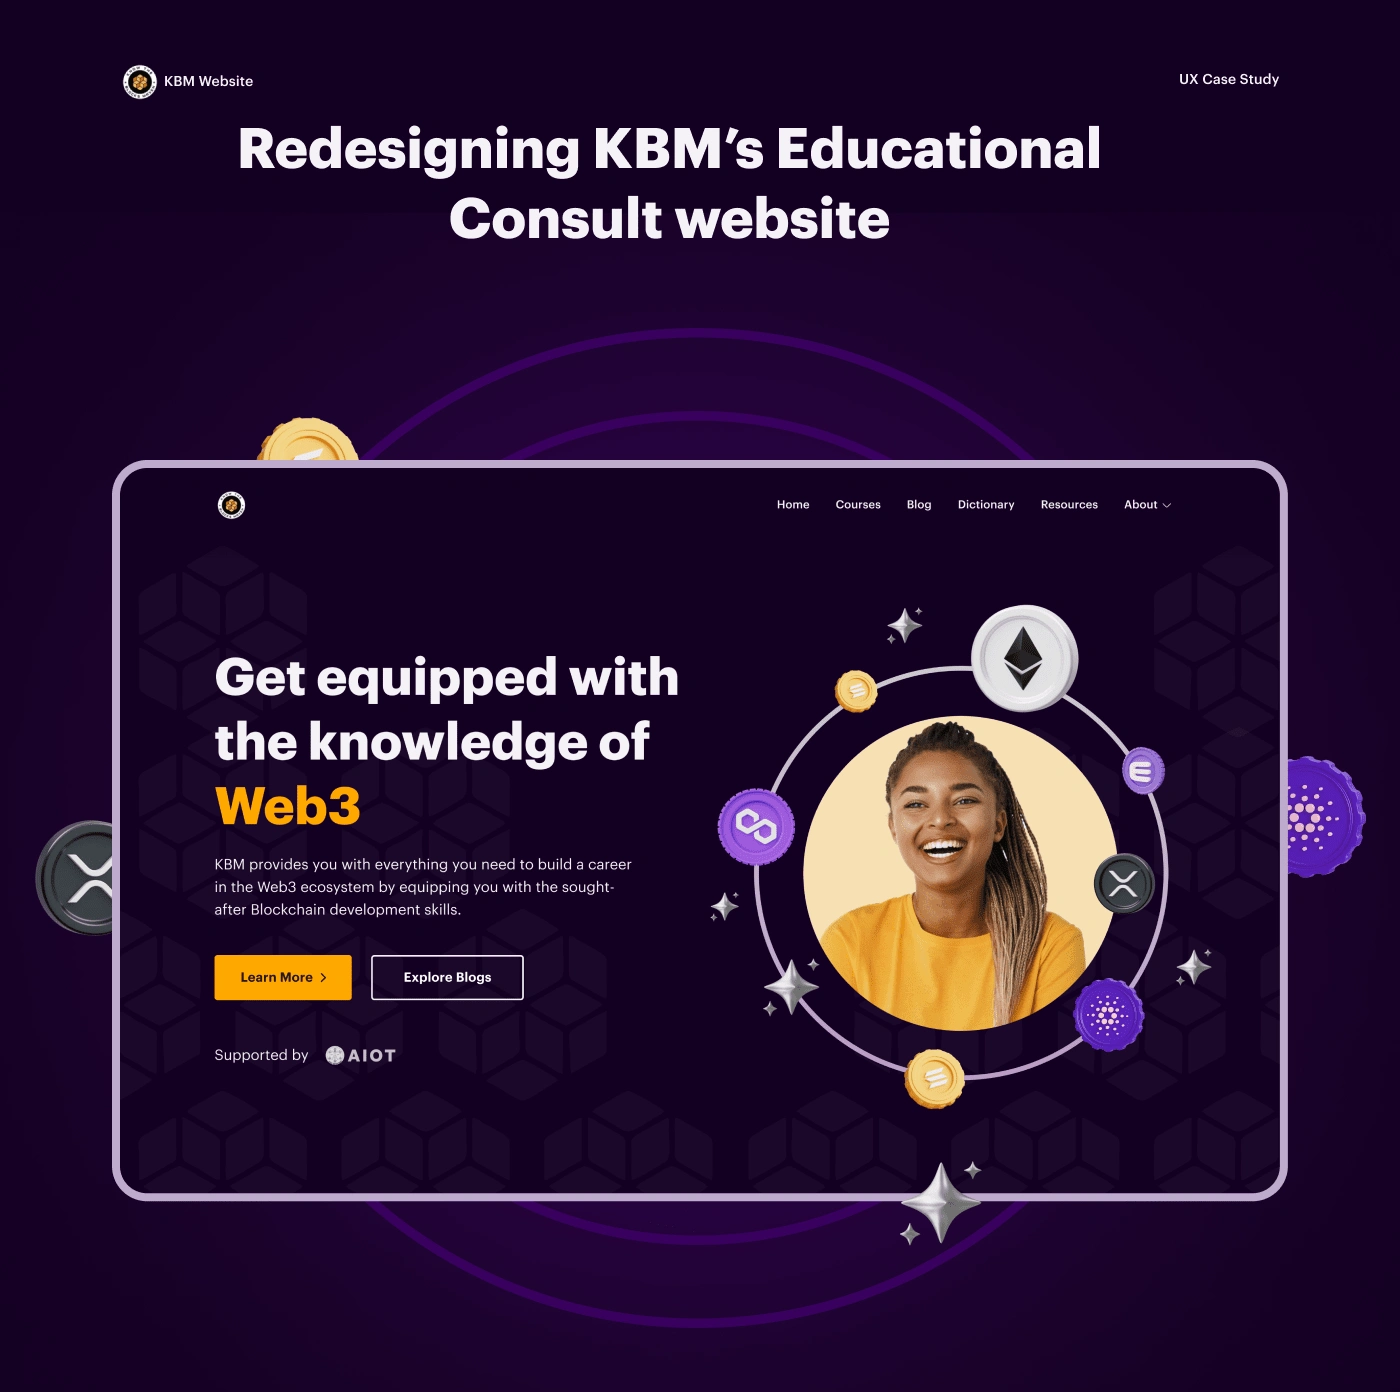 KBM Website
UX Case Study
Redesigning KBM’s Educational
Consult website
Home Courses Blog Dictionary Resources About
Get equipped with
the knowledge of
Web3
KBM provides you with everything you need to build a career
in the Web3 ecosystem by equipping you with the sought-
after Blockchain development skills.
Learn More
Explore Blogs
Supported by AIOT